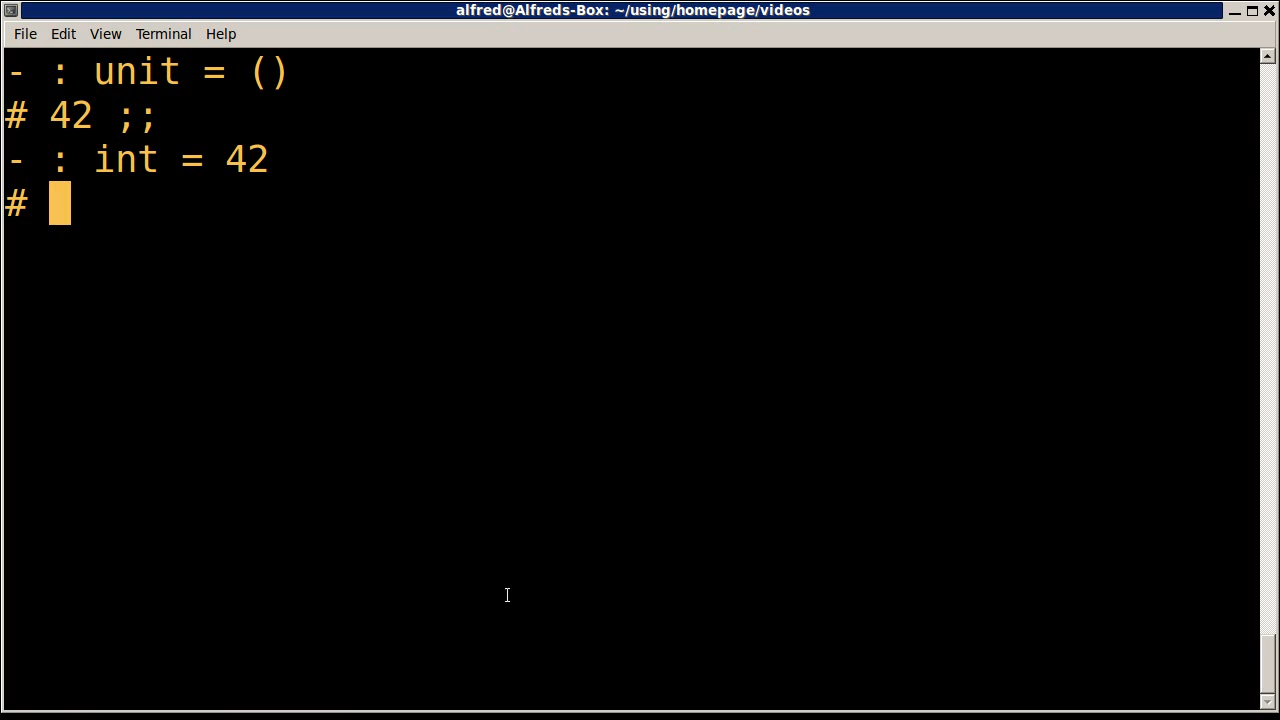 alfred@Alfreds-Box: ~/using/homepage/videos
File Edit View Terminal Help
- : unit = ()
# 42 ;;
- : int = 42
#